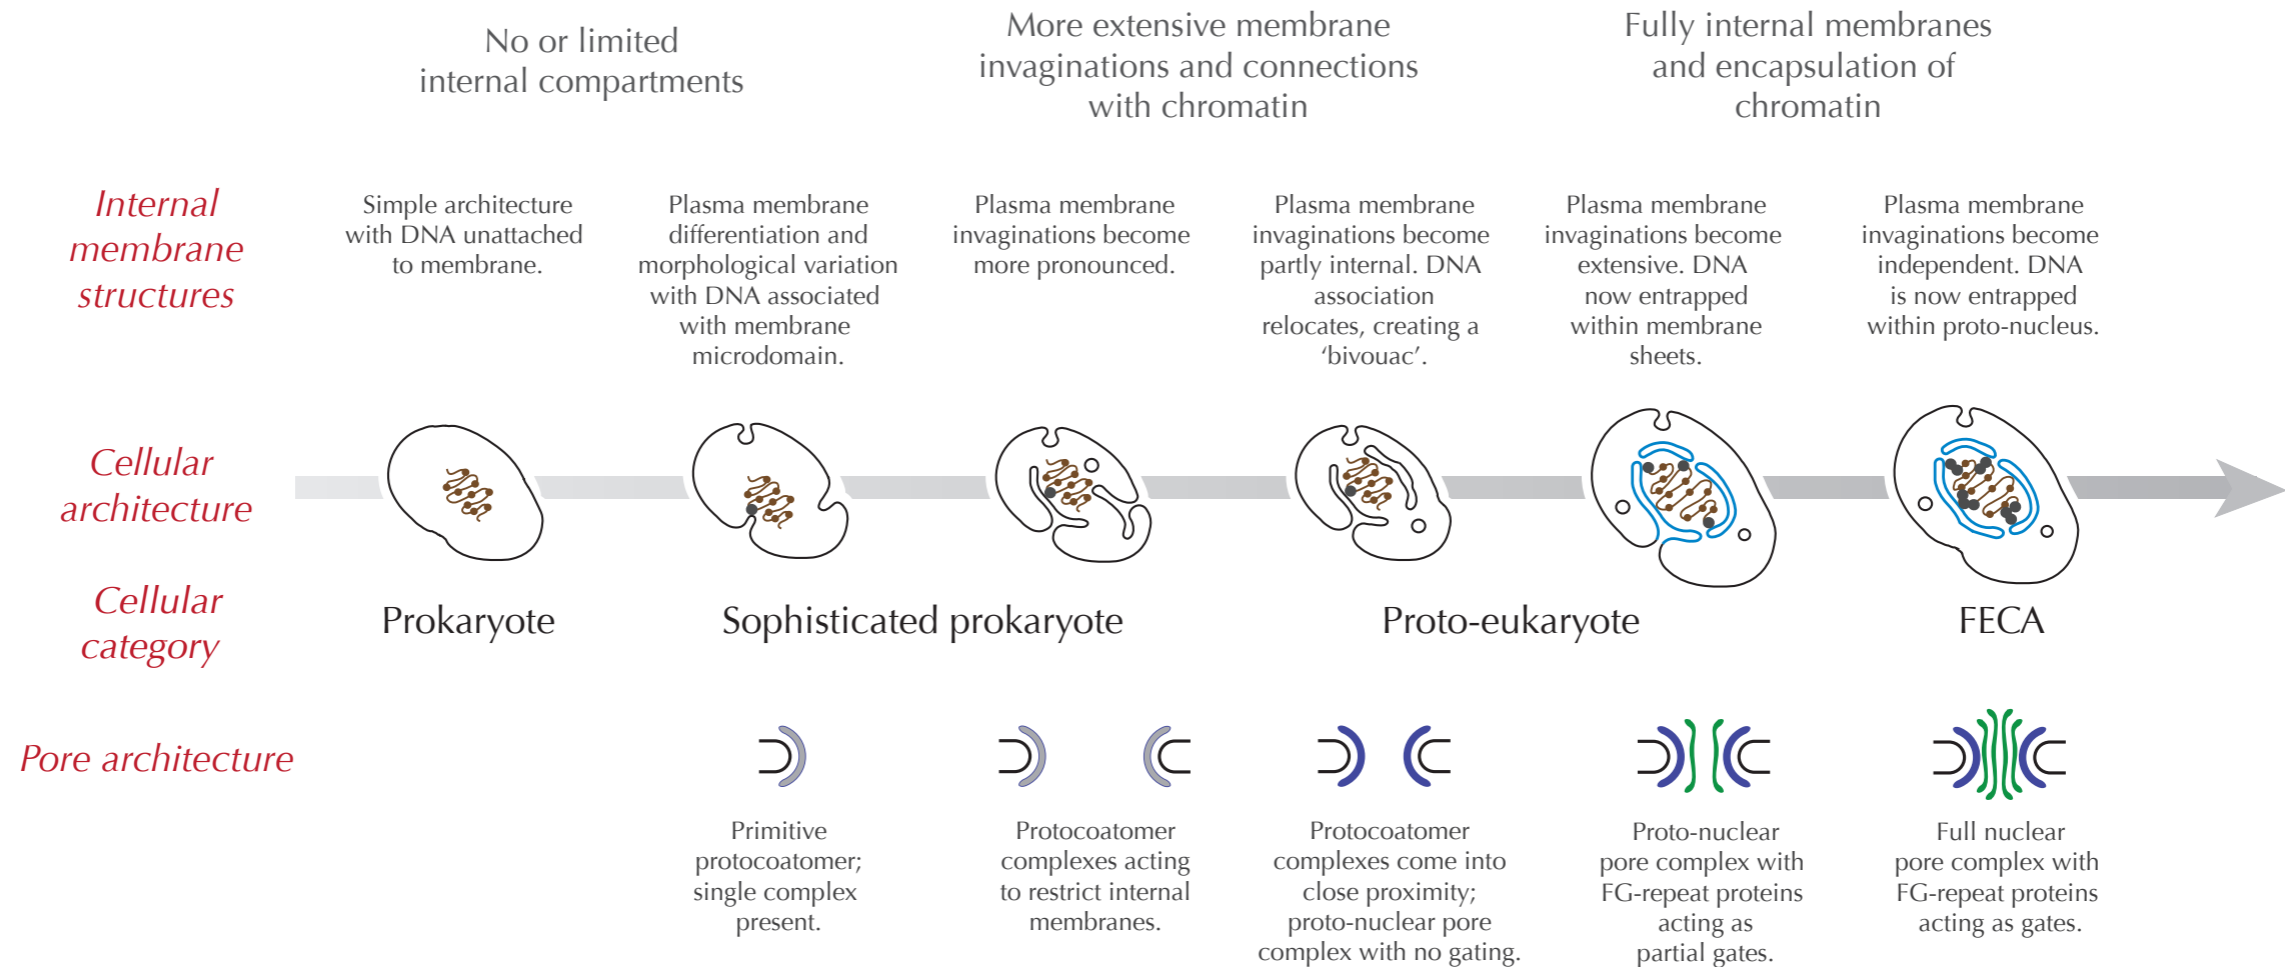 No or limited
internal compartments
More extensive membrane
invaginations and connections
with chromatin
Fully internal membranes
and encapsulation of
chromatin
Internal
membrane
structures
Simple architecture
with DNA unattached
to membrane.
Plasma membrane
differentiation and
morphological variation
with DNA associated
with membrane
microdomain.
Plasma membrane
invaginations become
more pronounced.
Plasma membrane
invaginations become
partly internal. DNA
association
relocates, creating a
‘bivouac’.
Plasma membrane
invaginations become
extensive. DNA
now entrapped
within membrane
sheets.
Plasma membrane
invaginations become
independent. DNA
is now entrapped
within proto-nucleus.
Cellular
architecture
Cellular
category
Prokaryote
Sophisticated prokaryote
Proto-eukaryote
FECA
Pore architecture
Primitive
protocoatomer;
single complex
present.
Protocoatomer
complexes acting
to restrict internal
membranes.
Protocoatomer
complexes come into
close proximity;
proto-nuclear pore
complex with no gating.
Proto-nuclear
pore complex with
FG-repeat proteins
acting as
partial gates.
Full nuclear
pore complex with
FG-repeat proteins
acting as gates.